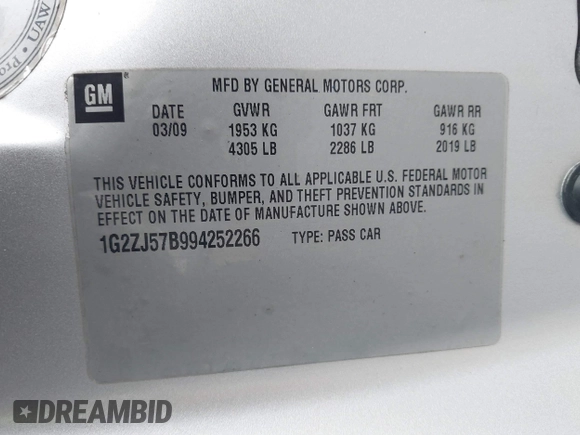 UAW
Pro
GM
MFD BY GENERAL MOTORS CORP.
DATE GVWR GAWR FRT GAWR RR
03/09 1953 KG 1037 KG 916 KG
4305 LB 2286 LB 2019 LB
THIS VEHICLE CONFORMS TO ALL APPLICABLE U.S. FEDERAL MOTOR
VEHICLE SAFETY, BUMPER, AND THEFT PREVENTION STANDARDS IN
EFFECT ON THE DATE OF MANUFACTURE SHOWN ABOVE.
1G2ZJ57B994252266 TYPE: PASS CAR
DREAMBID